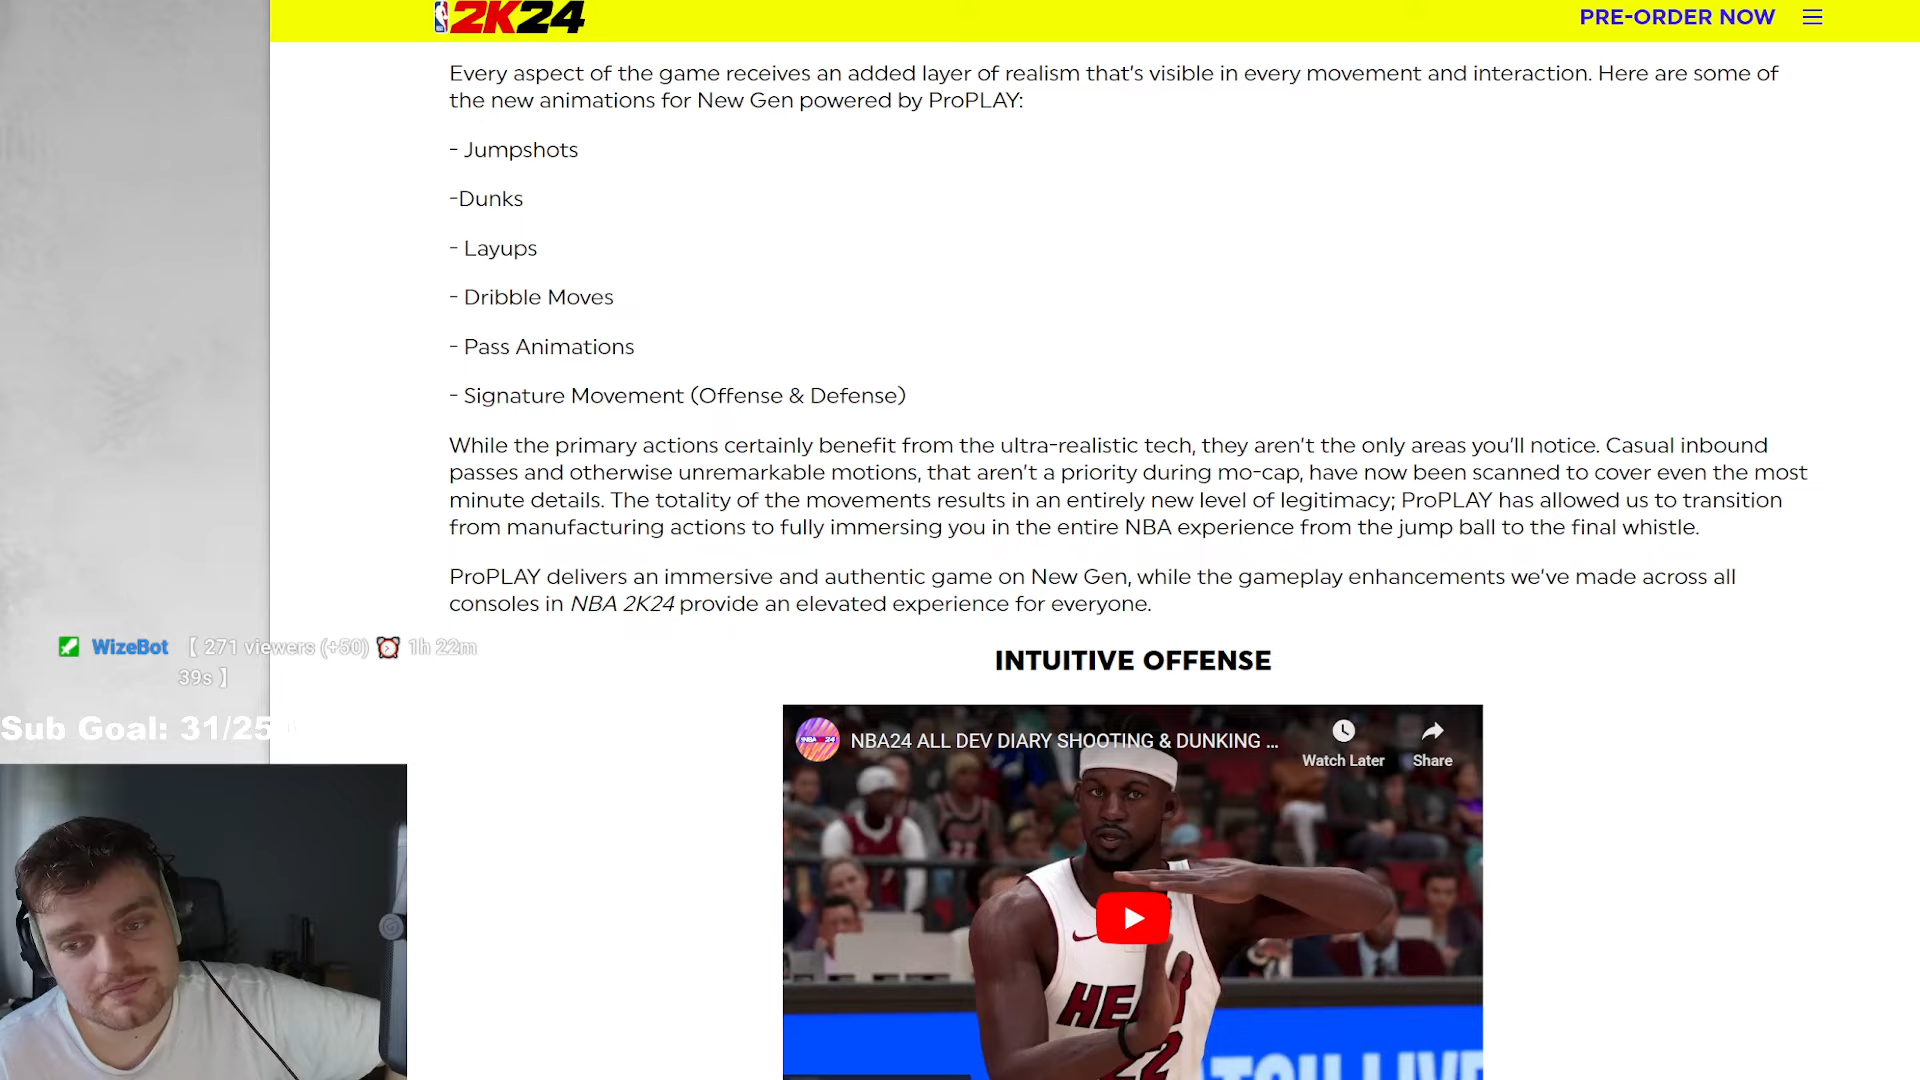 2K24
PRE-ORDER NOW
Every aspect of the game receives an added layer of realism that's visible in every movement and interaction. Here are some of
the new animations for New Gen powered by ProPLAY:
- Jumpshots
-Dunks
- Layups
- Dribble Moves
- Pass Animations
- Signature Movement (Offense & Defense)
While the primary actions certainly benefit from the ultra-realistic tech, they aren't the only areas you'll notice. Casual inbound
passes and otherwise unremarkable motions, that aren't a priority during mo-cap, have now been scanned to cover even the most
minute details. The totality of the movements results in an entirely new level of legitimacy; ProPLAY has allowed us to transition
from manufacturing actions to fully immersing you in the entire NBA experience from the jump ball to the final whistle.
ProPLAY delivers an immersive and authentic game on New Gen, while the gameplay enhancements we've made across all
consoles in NBA 2K24 provide an elevated experience for everyone.
WizeBot 【 271 viewers (+50) ⏰ 1h 22m
39s 】
INTUITIVE OFFENSE
Sub Goal: 31/25
NBA24 ALL DEV DIARY SHOOTING & DUNKING ...
Watch Later
Share